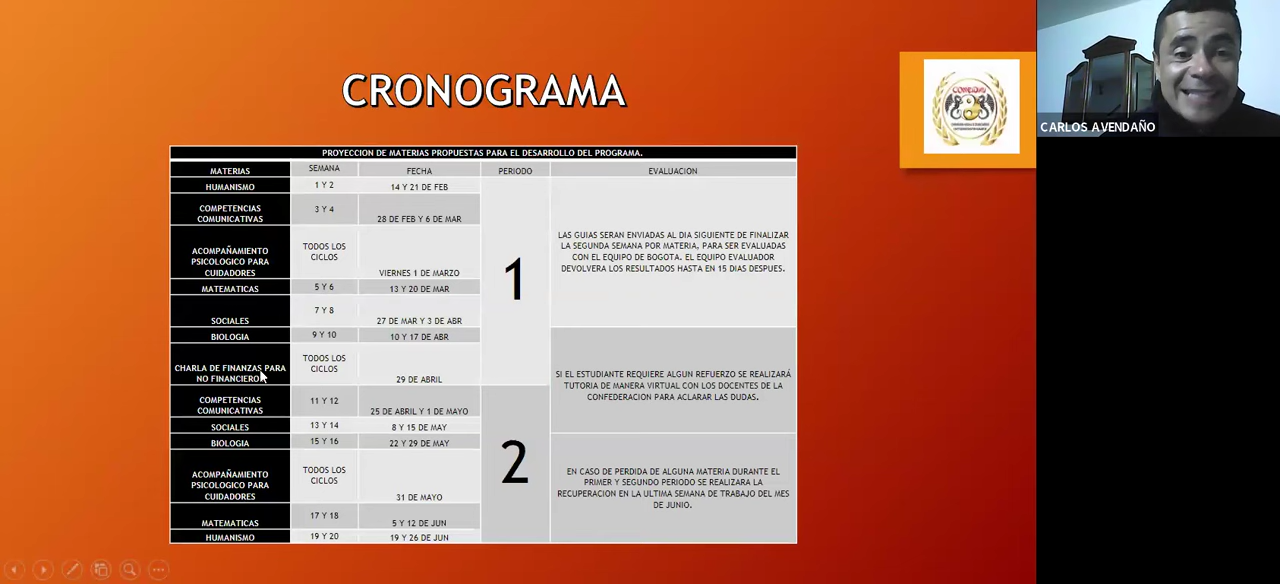 CRONOGRAMA
CARLOS AVENDAÑO
PROYECCION DE MATERIAS PROPUESTAS PARA EL DESARROLLO DEL PROGRAMA.
MATERIAS SEMANA FECHA PERIODO EVALUACION
HUMANISMO 1 Y 2 14 Y 21 DE FEB
COMPETENCIAS
COMUNICATIVAS 3 Y 4 28 DE FEB Y 6 DE MAR
ACOMPAÑAMIENTO
PSICOLOGICO PARA
CUIDADORES
TODOS LOS
CICLOS
VIERNES 1 DE MARZO
MATEMATICAS 5 Y 6 13 Y 20 DE MAR
SOCIALES 7 Y 8 27 DE MAR Y 3 DE ABR
BIOLOGIA 9 Y 10 10 Y 17 DE ABR
CHARLA DE FINANZAS PARA
NO FINANCIEROS
TODOS LOS
CICLOS
29 DE ABRIL
1
LAS GUIAS SERAN ENVIADAS AL DIA SIGUIENTE DE FINALIZAR
LA SEGUNDA SEMANA POR MATERIA, PARA SER EVALUADAS
CON EL EQUIPO DE BOGOTA. EL EQUIPO EVALUADOR
DEVOLVERA LOS RESULTADOS HASTA EN 15 DIAS DESPUES.
SI EL ESTUDIANTE REQUIERE ALGUN REFUERZO SE REALIZARÁ
TUTORIA DE MANERA VIRTUAL CON LOS DOCENTES DE LA
CONFEDERACION PARA ACLARAR LAS DUDAS.
COMPETENCIAS
COMUNICATIVAS 11 Y 12 25 DE ABRIL Y 1 DE MAYO
SOCIALES 13 Y 14 8 Y 15 DE MAY
BIOLOGIA 15 Y 16 22 Y 29 DE MAY
ACOMPAÑAMIENTO
PSICOLOGICO PARA
CUIDADORES
TODOS LOS
CICLOS
31 DE MAYO
MATEMATICAS 17 Y 18 5 Y 12 DE JUN
HUMANISMO 19 Y 20 19 Y 26 DE JUN
2
EN CASO DE PERDIDA DE ALGUNA MATERIA DURANTE EL
PRIMER Y SEGUNDO PERIODO SE REALIZARA LA
RECUPERACION EN LA ULTIMA SEMANA DE TRABAJO DEL MES
DE JUNIO.